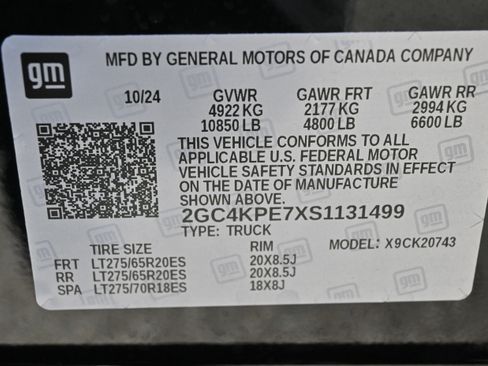 gm
MFD BY GENERAL MOTORS OF CANADA COMPANY
10/24 GVWR GAWR FRT GAWR RR
4922 KG 2177 KG 2994 KG
10850 LB 4800 LB 6600 LB
THIS VEHICLE CONFORMS TO ALL
APPLICABLE U.S. FEDERAL MOTOR
VEHICLE SAFETY STANDARDS IN EFFECT
ON THE DATE OF MANUFACTURE
SHOWN ABOVE.
2GC4KPE7XS1131499
TYPE: TRUCK
TIRE SIZE RIM MODEL: X9CK20743
FRT LT275/65R20ES 20X8.5J
RR LT275/65R20ES 20X8.5J
SPA LT275/70R18ES 18X8J